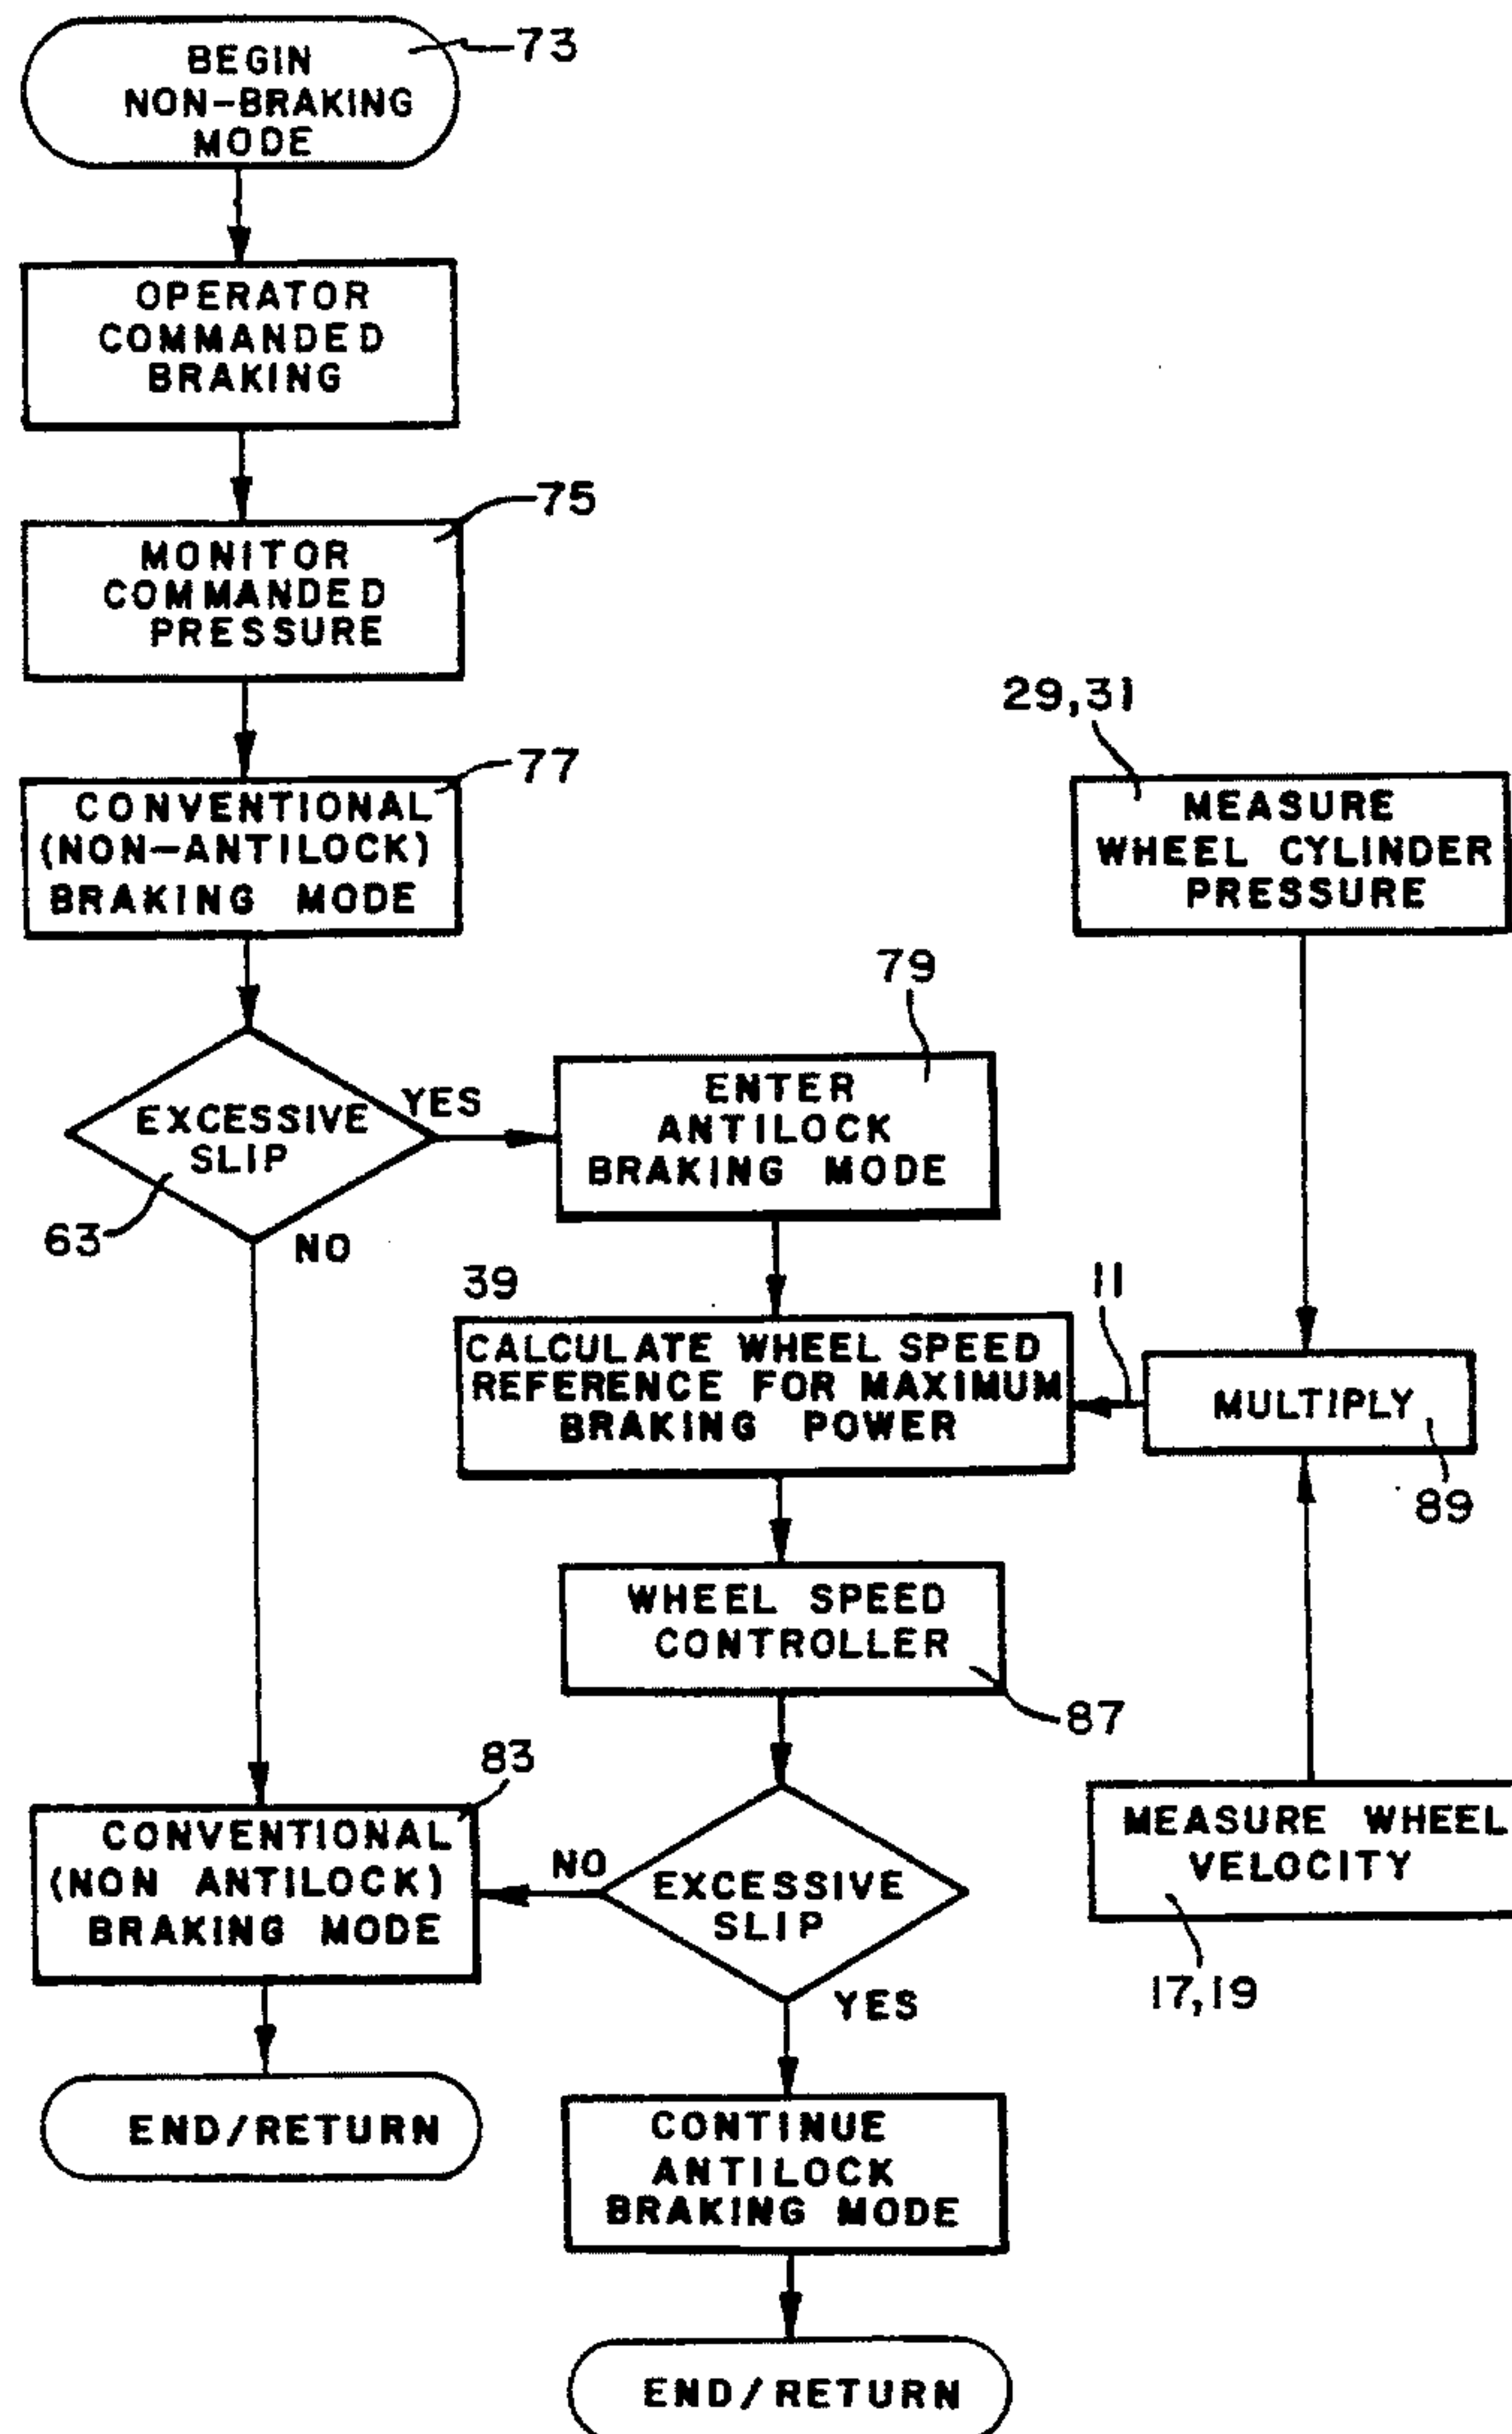 BEGIN
NON-BRAKING
MODE
73
OPERATOR
COMMANDED
BRAKING
75
MONITOR
COMMANDED
PRESSURE
77
CONVENTIONAL
(NON-ANTILOCK)
BRAKING MODE
29,31
MEASURE
WHEEL CYLINDER
PRESSURE
EXCESSIVE
SLIP
63
YES
NO
79
ENTER
ANTILOCK
BRAKING MODE
39
CALCULATE WHEEL SPEED
REFERENCE FOR MAXIMUM
BRAKING POWER
11
MULTIPLY
89
WHEEL SPEED
CONTROLLER
87
83
CONVENTIONAL
(NON ANTILOCK)
BRAKING MODE
NO
EXCESSIVE
SLIP
YES
MEASURE WHEEL
VELOCITY
17,19
END/RETURN
CONTINUE
ANTILOCK
BRAKING MODE
END/RETURN